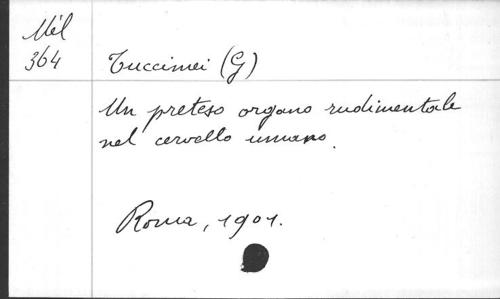 Mél
364
Tuccimei (G)
Un preteso organo rudimentale
nel cervello umano.
Roma, 1901.